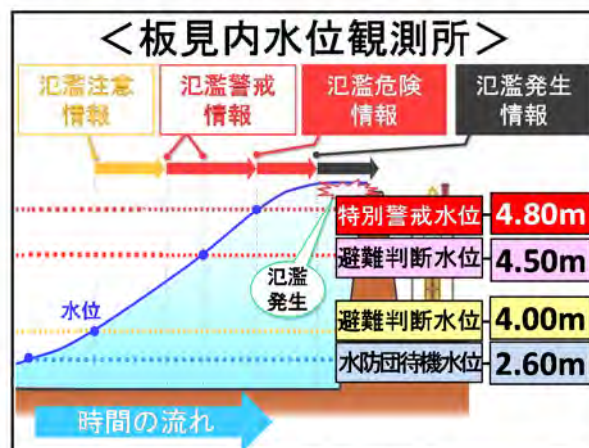 ＜板見内水位観測所＞
氾濫注意
情報
氾濫警戒
情報
氾濫危険
情報
氾濫発生
情報
特別警戒水位 4.80m
避難判断水位 4.50m
氾濫
発生
水位
避難判断水位 4.00m
水防団待機水位 2.60m
時間の流れ